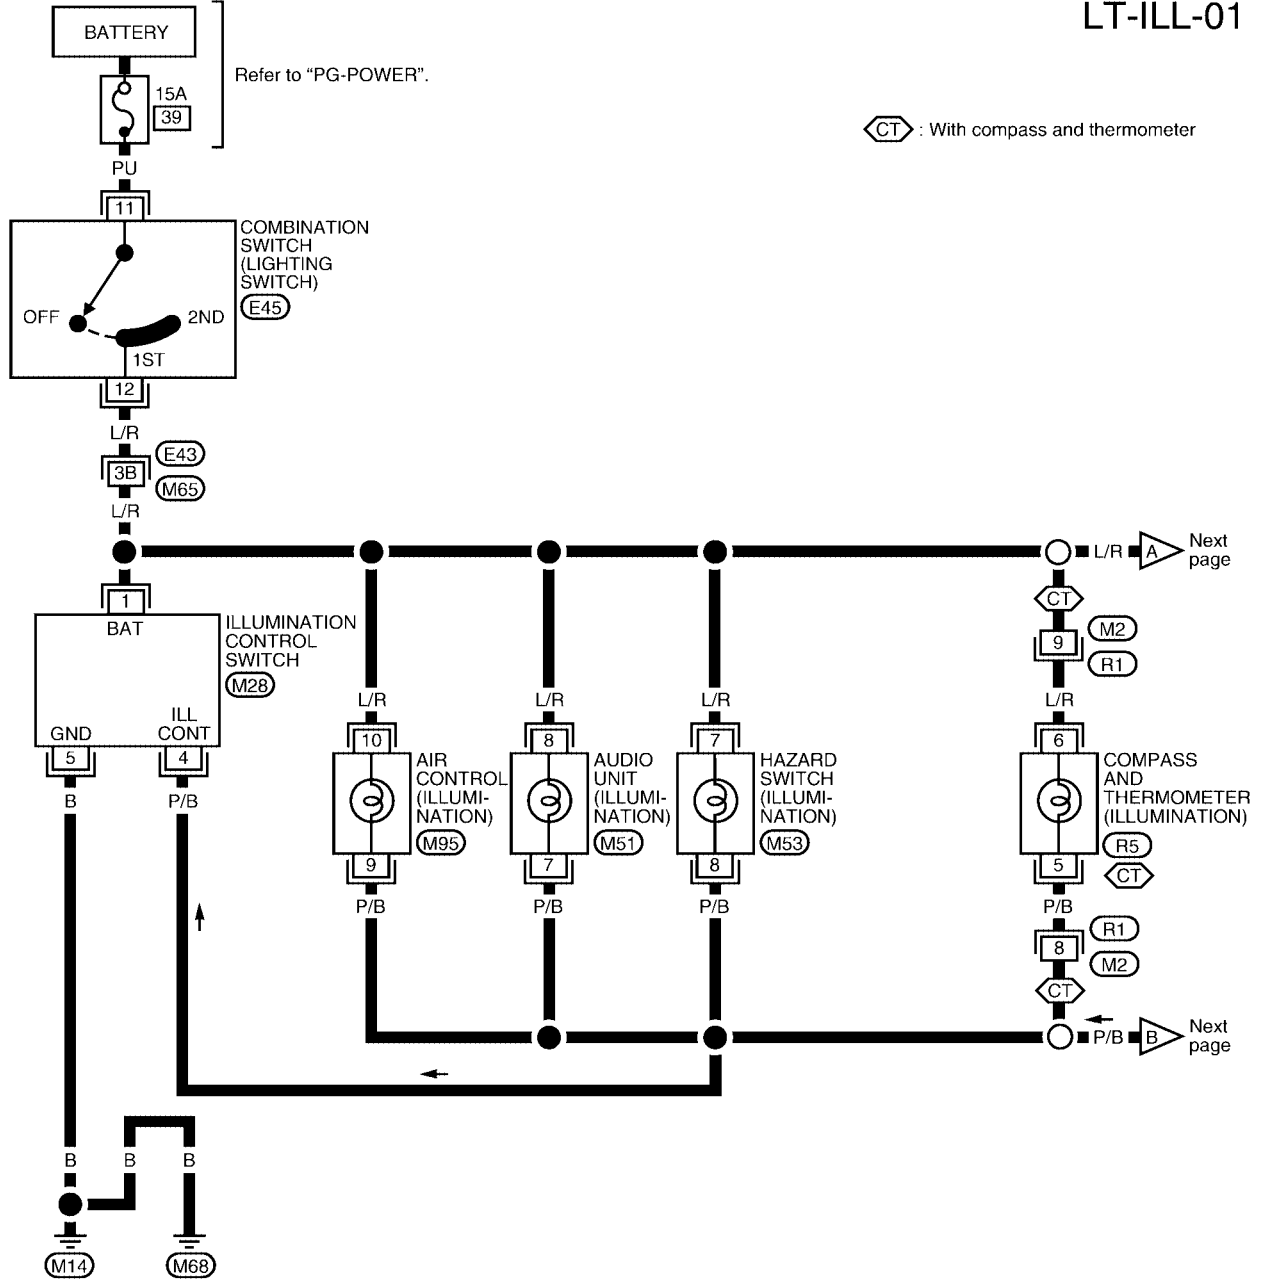 LT-ILL-01
BATTERY
Refer to “PG-POWER”.
15A
39
CT : With compass and thermometer
PU
11
COMBINATION
SWITCH
(LIGHTING
SWITCH)
E45
OFF
2ND
1ST
12
L/R
E43
3B
M65
L/R
L/R
A
Next
page
CT
1
BAT
ILLUMINATION
CONTROL
SWITCH
M28
9
M2
R1
GND
ILL
CONT
5
4
B
P/B
L/R
L/R
L/R
L/R
10
8
7
6
AIR
CONTROL
(ILLUMI-
NATION)
M95
AUDIO
UNIT
(ILLUMI-
NATION)
M51
HAZARD
SWITCH
(ILLUMI-
NATION)
M53
COMPASS
AND
THERMOMETER
(ILLUMINATION)
R5
CT
9
7
8
5
P/B
P/B
P/B
P/B
R1
8
M2
CT
P/B
B
Next
page
B
B
B
M14
M68